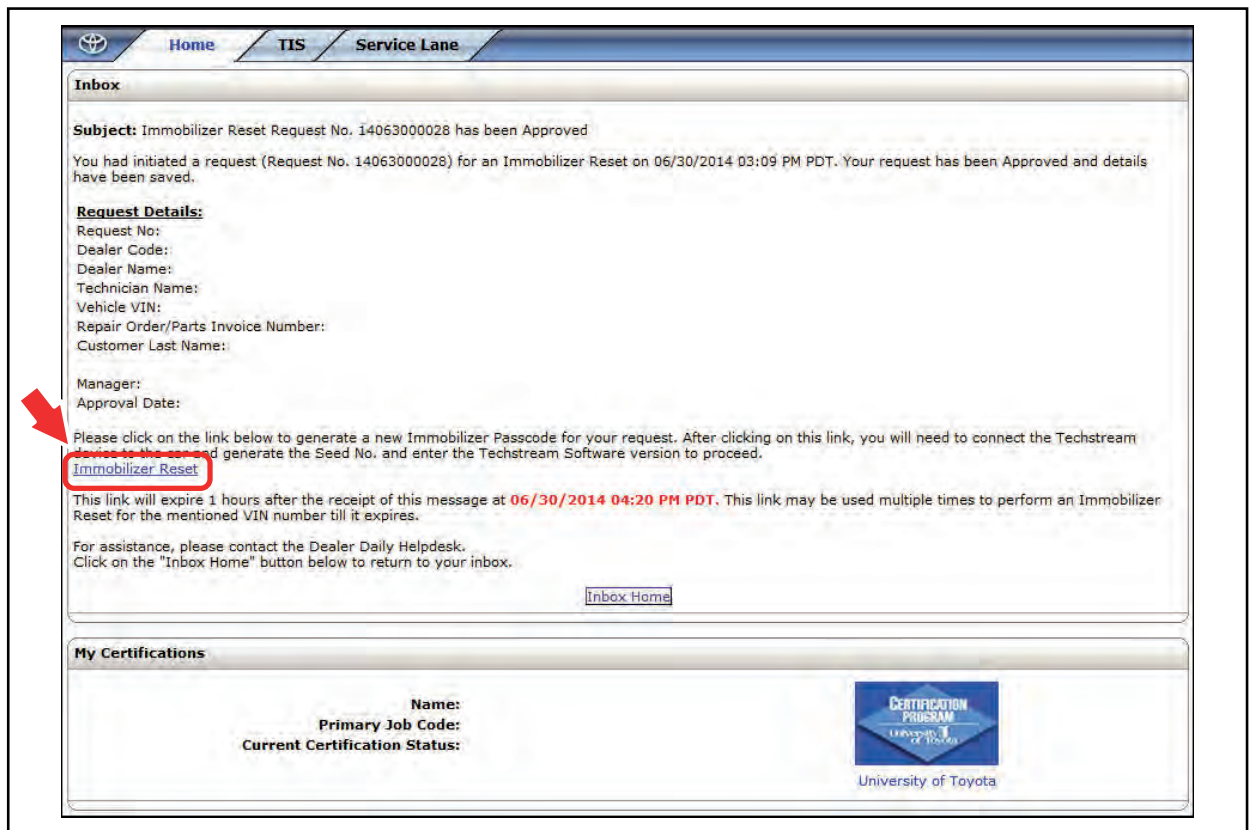 Home TIS Service Lane
Inbox
Subject: Immobilizer Reset Request No. 14063000028 has been Approved
You had initiated a request (Request No. 14063000028) for an Immobilizer Reset on 06/30/2014 03:09 PM PDT. Your request has been Approved and details
have been saved.
Request Details:
Request No:
Dealer Code:
Dealer Name:
Technician Name:
Vehicle VIN:
Repair Order/Parts Invoice Number:
Customer Last Name:
Manager:
Approval Date:
Please click on the link below to generate a new Immobilizer Passcode for your request. After clicking on this link, you will need to connect the Techstream
device to the car and generate the Seed No. and enter the Techstream Software version to proceed.
Immobilizer Reset
This link will expire 1 hours after the receipt of this message at 06/30/2014 04:20 PM PDT. This link may be used multiple times to perform an Immobilizer
Reset for the mentioned VIN number till it expires.
For assistance, please contact the Dealer Daily Helpdesk.
Click on the "Inbox Home" button below to return to your inbox.
Inbox Home
My Certifications
Name:
Primary Job Code:
Current Certification Status:
CERTIFICATION
PROGRAM
University
of Toyota
University of Toyota